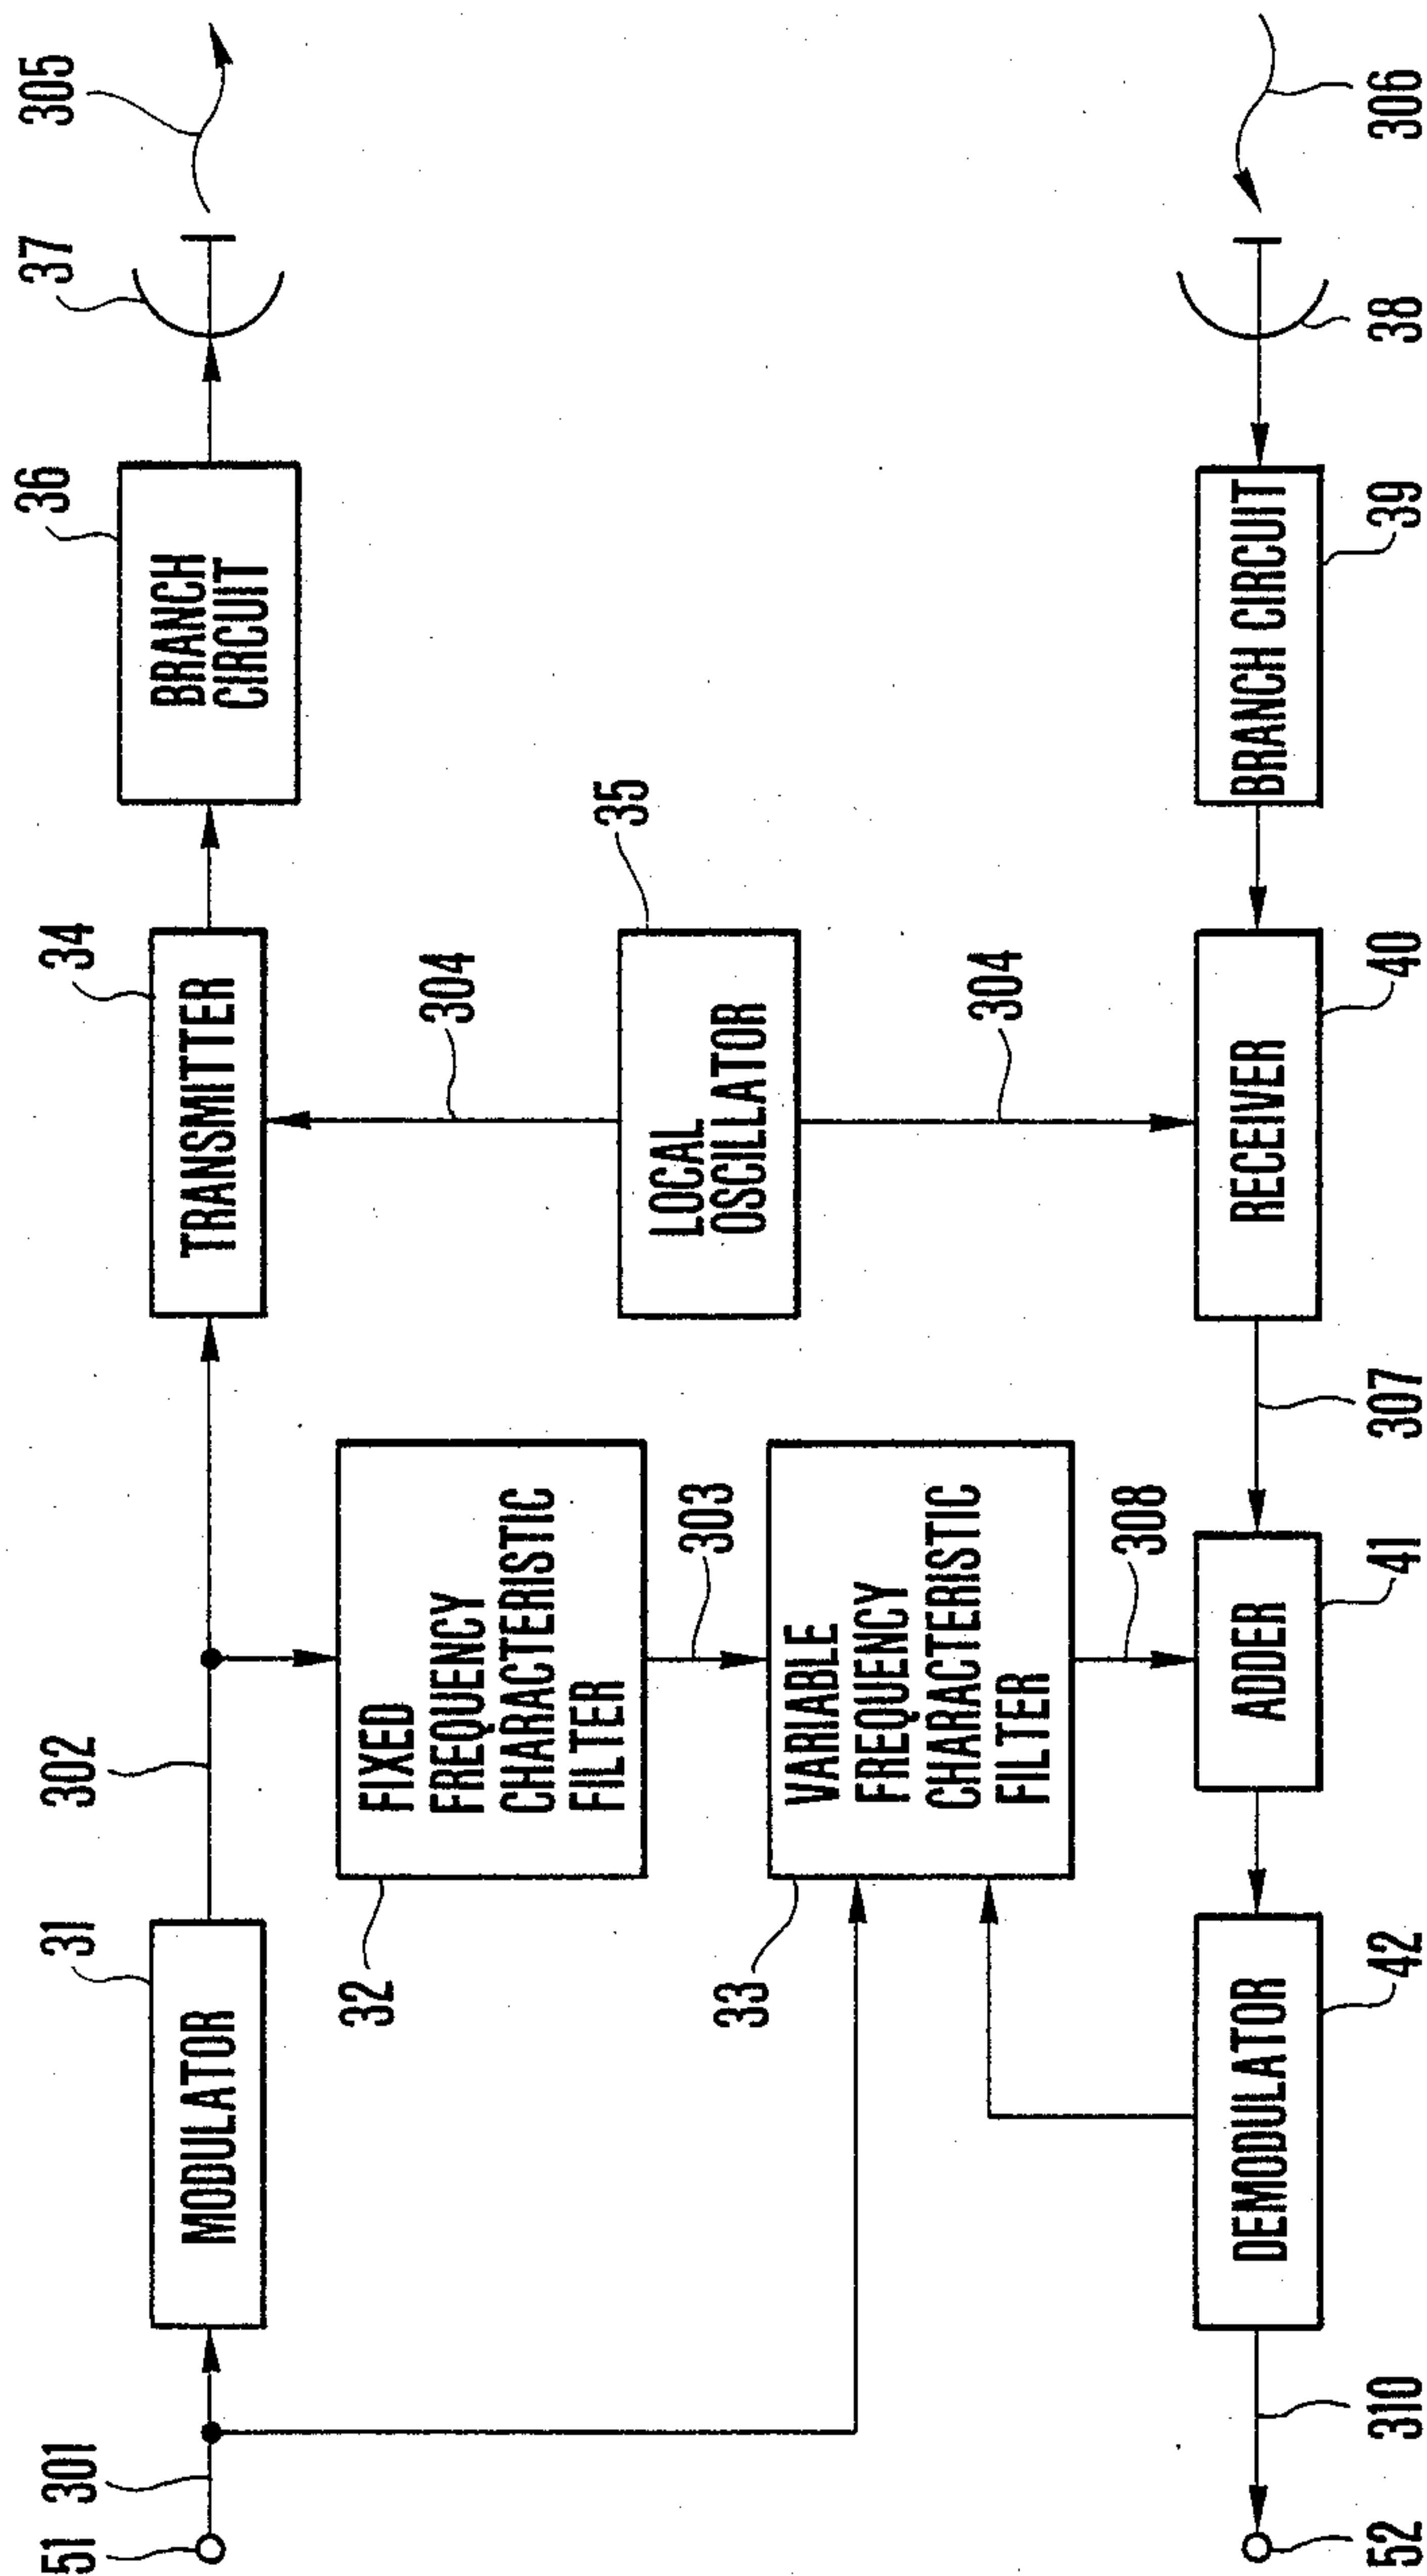 51
301
MODULATOR
31
302
TRANSMITTER
34
BRANCH
CIRCUIT
36
37
305
FIXED
FREQUENCY
CHARACTERISTIC
FILTER
32
303
VARIABLE
FREQUENCY
CHARACTERISTIC
FILTER
33
308
304
LOCAL
OSCILLATOR
35
304
52
310
DEMODULATOR
42
ADDER
41
307
RECEIVER
40
BRANCH CIRCUIT
39
38
306